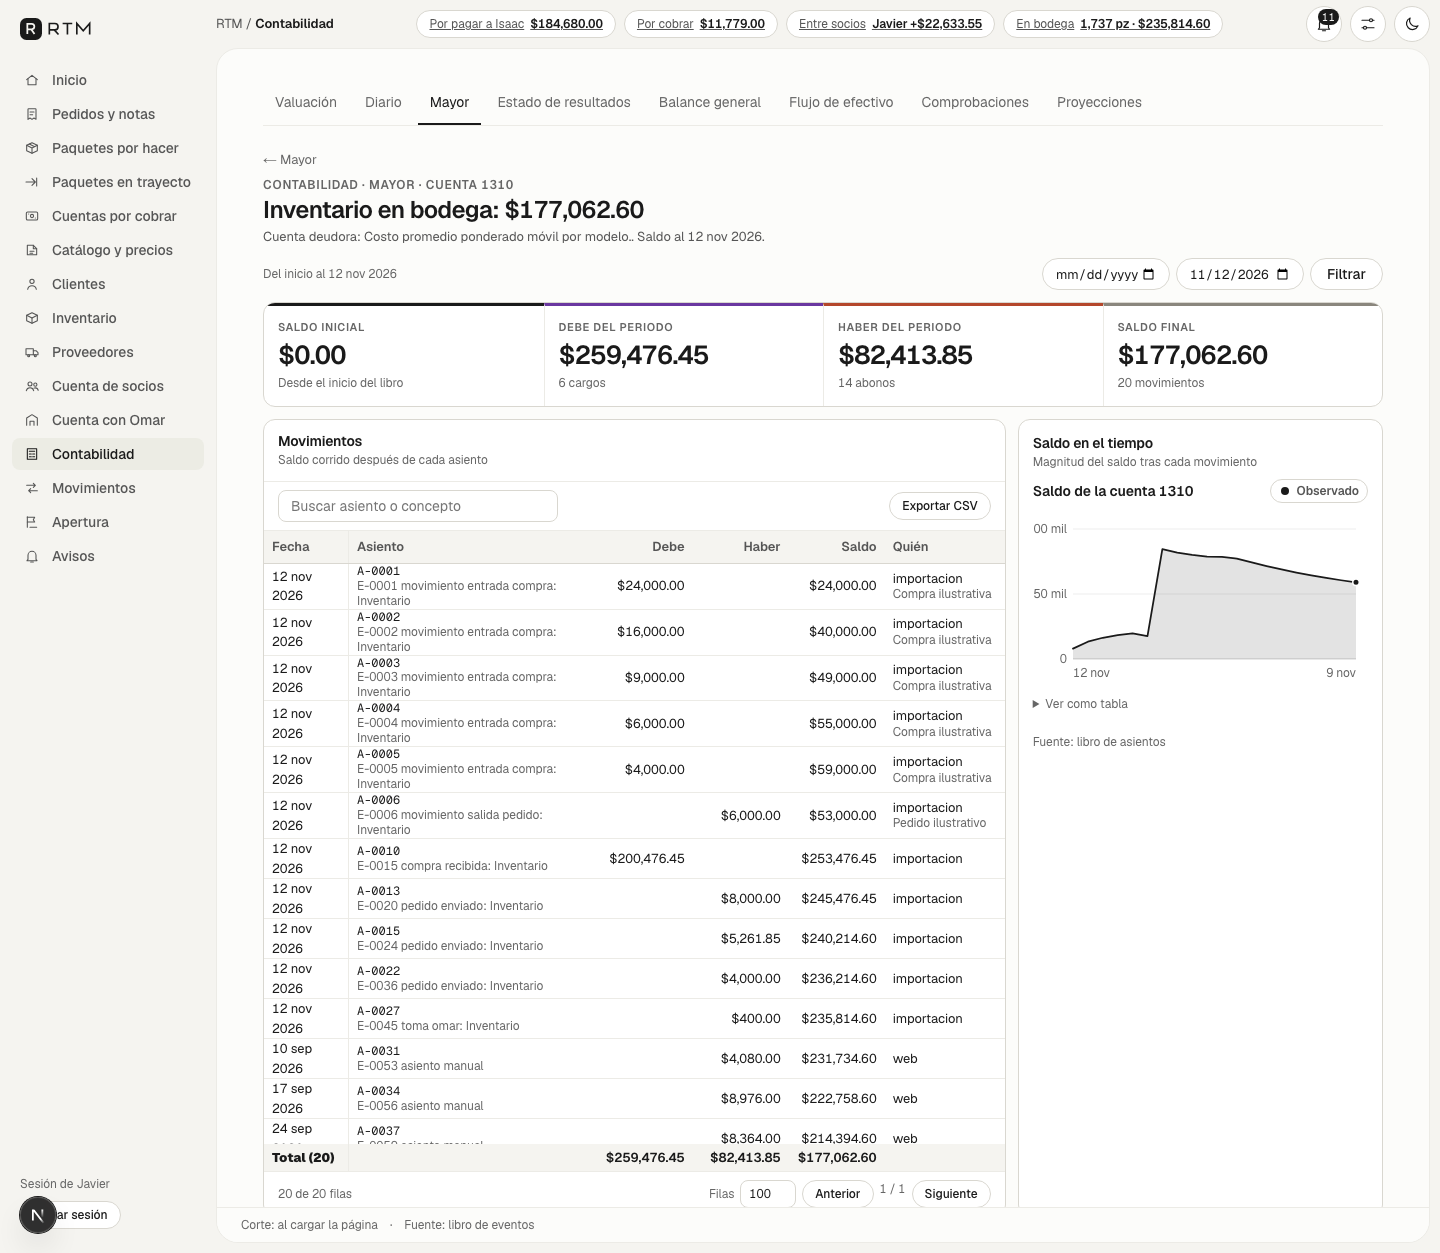 R RTM
RTM / Contabilidad
Por pagar a Isaac $184,680.00
Por cobrar $11,779.00
Entre socios Javier +$22,633.55
En bodega 1,737 pz · $235,814.60
11
Inicio
Pedidos y notas
Paquetes por hacer
Paquetes en trayecto
Cuentas por cobrar
Catálogo y precios
Clientes
Inventario
Proveedores
Cuenta de socios
Cuenta con Omar
Contabilidad
Movimientos
Apertura
Avisos
Sesión de Javier
N
ar sesión
Valuación Diario Mayor Estado de resultados Balance general Flujo de efectivo Comprobaciones Proyecciones
← Mayor
CONTABILIDAD · MAYOR · CUENTA 1310
Inventario en bodega: $177,062.60
Cuenta deudora: Costo promedio ponderado móvil por modelo.. Saldo al 12 nov 2026.
Del inicio al 12 nov 2026
mm/dd/yyyy 11/12/2026 Filtrar
SALDO INICIAL
$0.00
Desde el inicio del libro
DEBE DEL PERIODO
$259,476.45
6 cargos
HABER DEL PERIODO
$82,413.85
14 abonos
SALDO FINAL
$177,062.60
20 movimientos
Movimientos
Saldo corrido después de cada asiento
Buscar asiento o concepto
Exportar CSV
Fecha Asiento Debe Haber Saldo Quién
12 nov 2026 A-0001 E-0001 movimiento entrada compra: Inventario $24,000.00 $24,000.00 importacion Compra ilustrativa
12 nov 2026 A-0002 E-0002 movimiento entrada compra: Inventario $16,000.00 $40,000.00 importacion Compra ilustrativa
12 nov 2026 A-0003 E-0003 movimiento entrada compra: Inventario $9,000.00 $49,000.00 importacion Compra ilustrativa
12 nov 2026 A-0004 E-0004 movimiento entrada compra: Inventario $6,000.00 $55,000.00 importacion Compra ilustrativa
12 nov 2026 A-0005 E-0005 movimiento entrada compra: Inventario $4,000.00 $59,000.00 importacion Compra ilustrativa
12 nov 2026 A-0006 E-0006 movimiento salida pedido: Inventario $6,000.00 $53,000.00 importacion Pedido ilustrativo
12 nov 2026 A-0010 E-0015 compra recibida: Inventario $200,476.45 $253,476.45 importacion
12 nov 2026 A-0013 E-0020 pedido enviado: Inventario $8,000.00 $245,476.45 importacion
12 nov 2026 A-0015 E-0024 pedido enviado: Inventario $5,261.85 $240,214.60 importacion
12 nov 2026 A-0022 E-0036 pedido enviado: Inventario $4,000.00 $236,214.60 importacion
12 nov 2026 A-0027 E-0045 toma omar: Inventario $400.00 $235,814.60 importacion
10 sep 2026 A-0031 E-0053 asiento manual $4,080.00 $231,734.60 web
17 sep 2026 A-0034 E-0056 asiento manual $8,976.00 $222,758.60 web
24 sep A-0037 $8,364.00 $214,394.60 web
Total (20) $259,476.45 $82,413.85 $177,062.60
20 de 20 filas
Filas 100 Anterior 1 / 1 Siguiente
Saldo en el tiempo
Magnitud del saldo tras cada movimiento
Saldo de la cuenta 1310
Observado
00 mil
50 mil
0
12 nov 9 nov
▶ Ver como tabla
Fuente: libro de asientos
Corte: al cargar la página · Fuente: libro de eventos